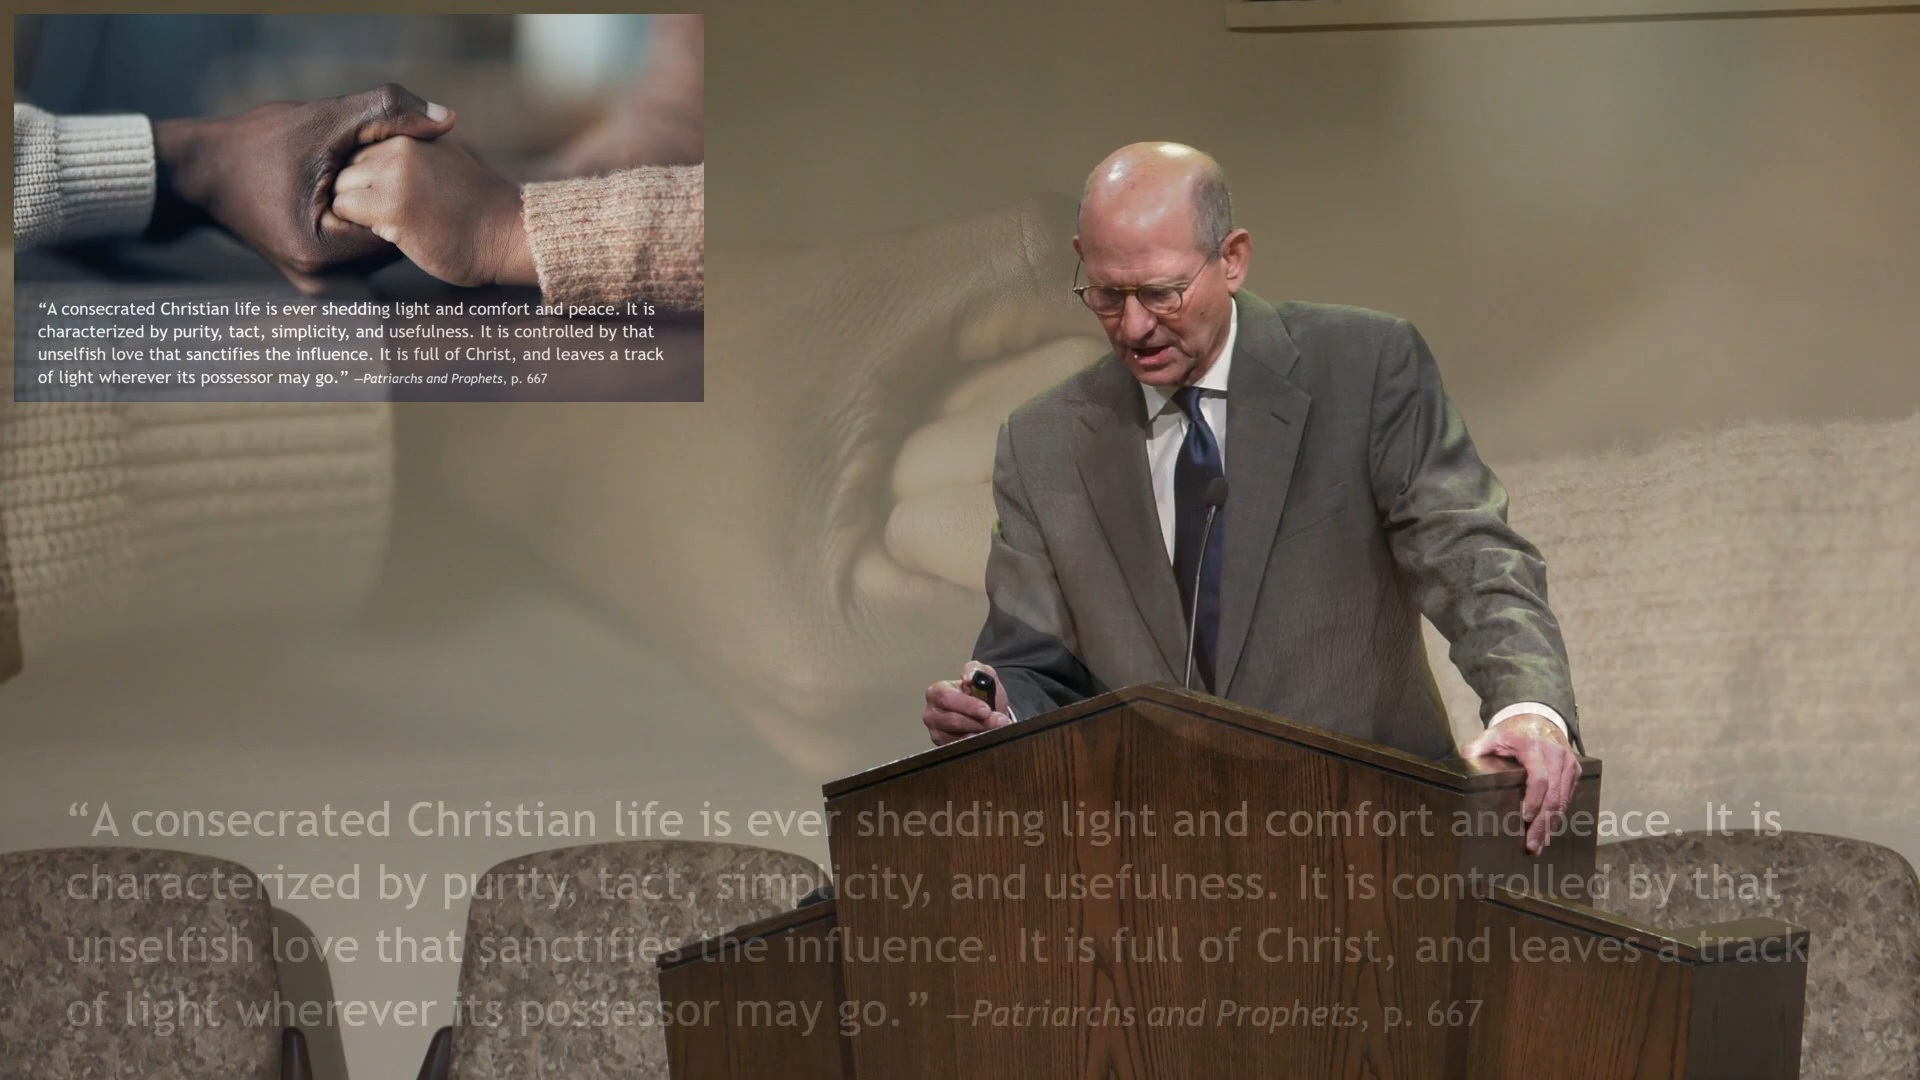 “A consecrated Christian life is ever shedding light and comfort and peace. It is
characterized by purity, tact, simplicity, and usefulness. It is controlled by that
unselfish love that sanctifies the influence. It is full of Christ, and leaves a track
of light wherever its possessor may go.” —Patriarchs and Prophets, p. 667
“A consecrated Christian life is ever shedding light and comfort and peace. It is
characterized by purity, tact, simplicity, and usefulness. It is controlled by that
unselfish love that sanctifies the influence. It is full of Christ, and leaves a track
of light wherever its possessor may go.” —Patriarchs and Prophets, p. 667